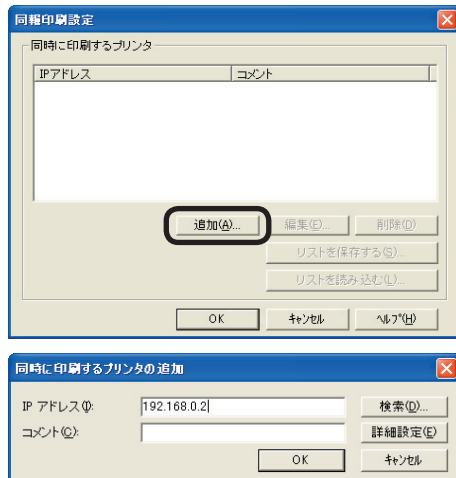 同報印刷設定
同時に印刷するプリンタ
IPアドレス コメント
追加(A)... 編集(E)... 削除(D)
リストを保存する(S)...
リストを読み込む(L)...
OK キャンセル ヘルプ(H)
同時に印刷するプリンタの追加
IP アドレス(I): 192.168.0.2 検索(D)...
コメント(C): 詳細設定(E)
OK キャンセル